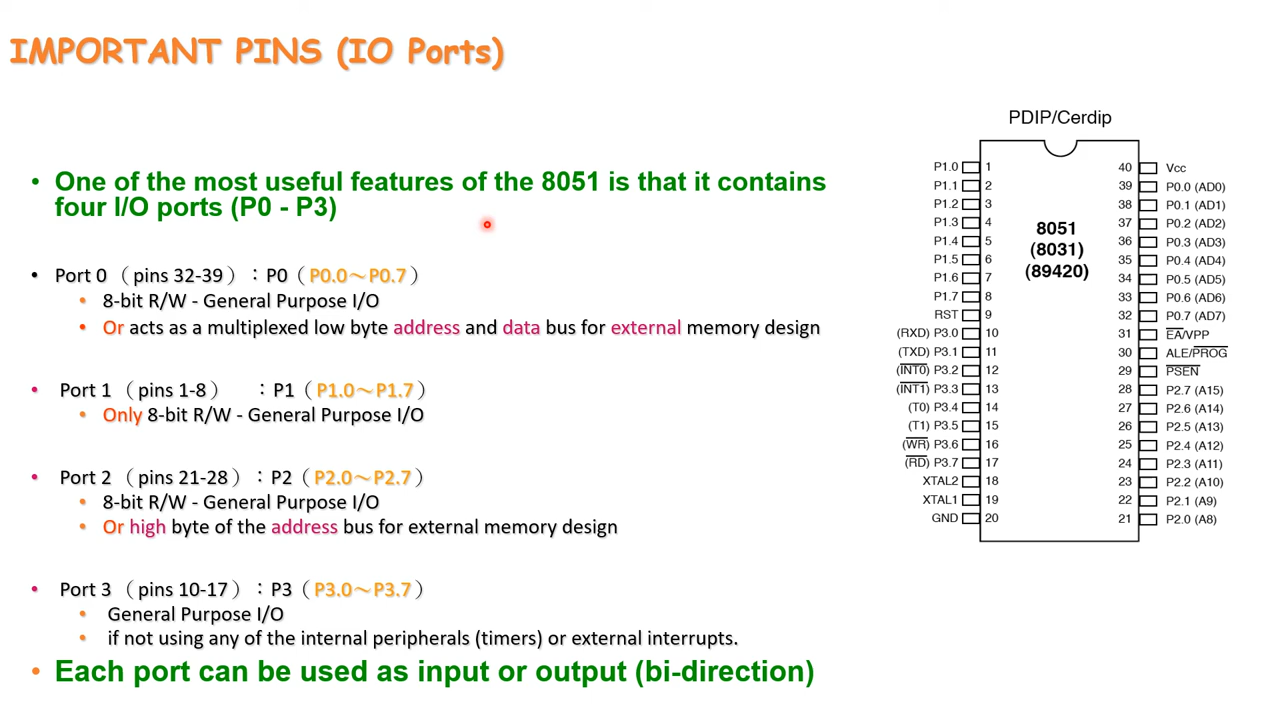 IMPORTANT PINS (IO Ports)
• One of the most useful features of the 8051 is that it contains
four I/O ports (P0 - P3)
• Port 0 （pins 32-39）：P0（P0.0～P0.7）
• 8-bit R/W - General Purpose I/O
• Or acts as a multiplexed low byte address and data bus for external memory design
• Port 1 （pins 1-8） ：P1（P1.0～P1.7）
• Only 8-bit R/W - General Purpose I/O
• Port 2 （pins 21-28）：P2（P2.0～P2.7）
• 8-bit R/W - General Purpose I/O
• Or high byte of the address bus for external memory design
• Port 3 （pins 10-17）：P3（P3.0～P3.7）
• General Purpose I/O
• if not using any of the internal peripherals (timers) or external interrupts.
• Each port can be used as input or output (bi-direction)
PDIP/Cerdip
8051
(8031)
(89420)
P1.0 1 40 Vcc
P1.1 2 39 P0.0 (AD0)
P1.2 3 38 P0.1 (AD1)
P1.3 4 37 P0.2 (AD2)
P1.4 5 36 P0.3 (AD3)
P1.5 6 35 P0.4 (AD4)
P1.6 7 34 P0.5 (AD5)
P1.7 8 33 P0.6 (AD6)
RST 9 32 P0.7 (AD7)
(RXD) P3.0 10 31 E̅A̅/VPP
(TXD) P3.1 11 30 ALE/P̅R̅O̅G̅
(I̅N̅T̅0̅) P3.2 12 29 P̅S̅E̅N̅
(I̅N̅T̅1̅) P3.3 13 28 P2.7 (A15)
(T0) P3.4 14 27 P2.6 (A14)
(T1) P3.5 15 26 P2.5 (A13)
(W̅R̅) P3.6 16 25 P2.4 (A12)
(R̅D̅) P3.7 17 24 P2.3 (A11)
XTAL2 18 23 P2.2 (A10)
XTAL1 19 22 P2.1 (A9)
GND 20 21 P2.0 (A8)